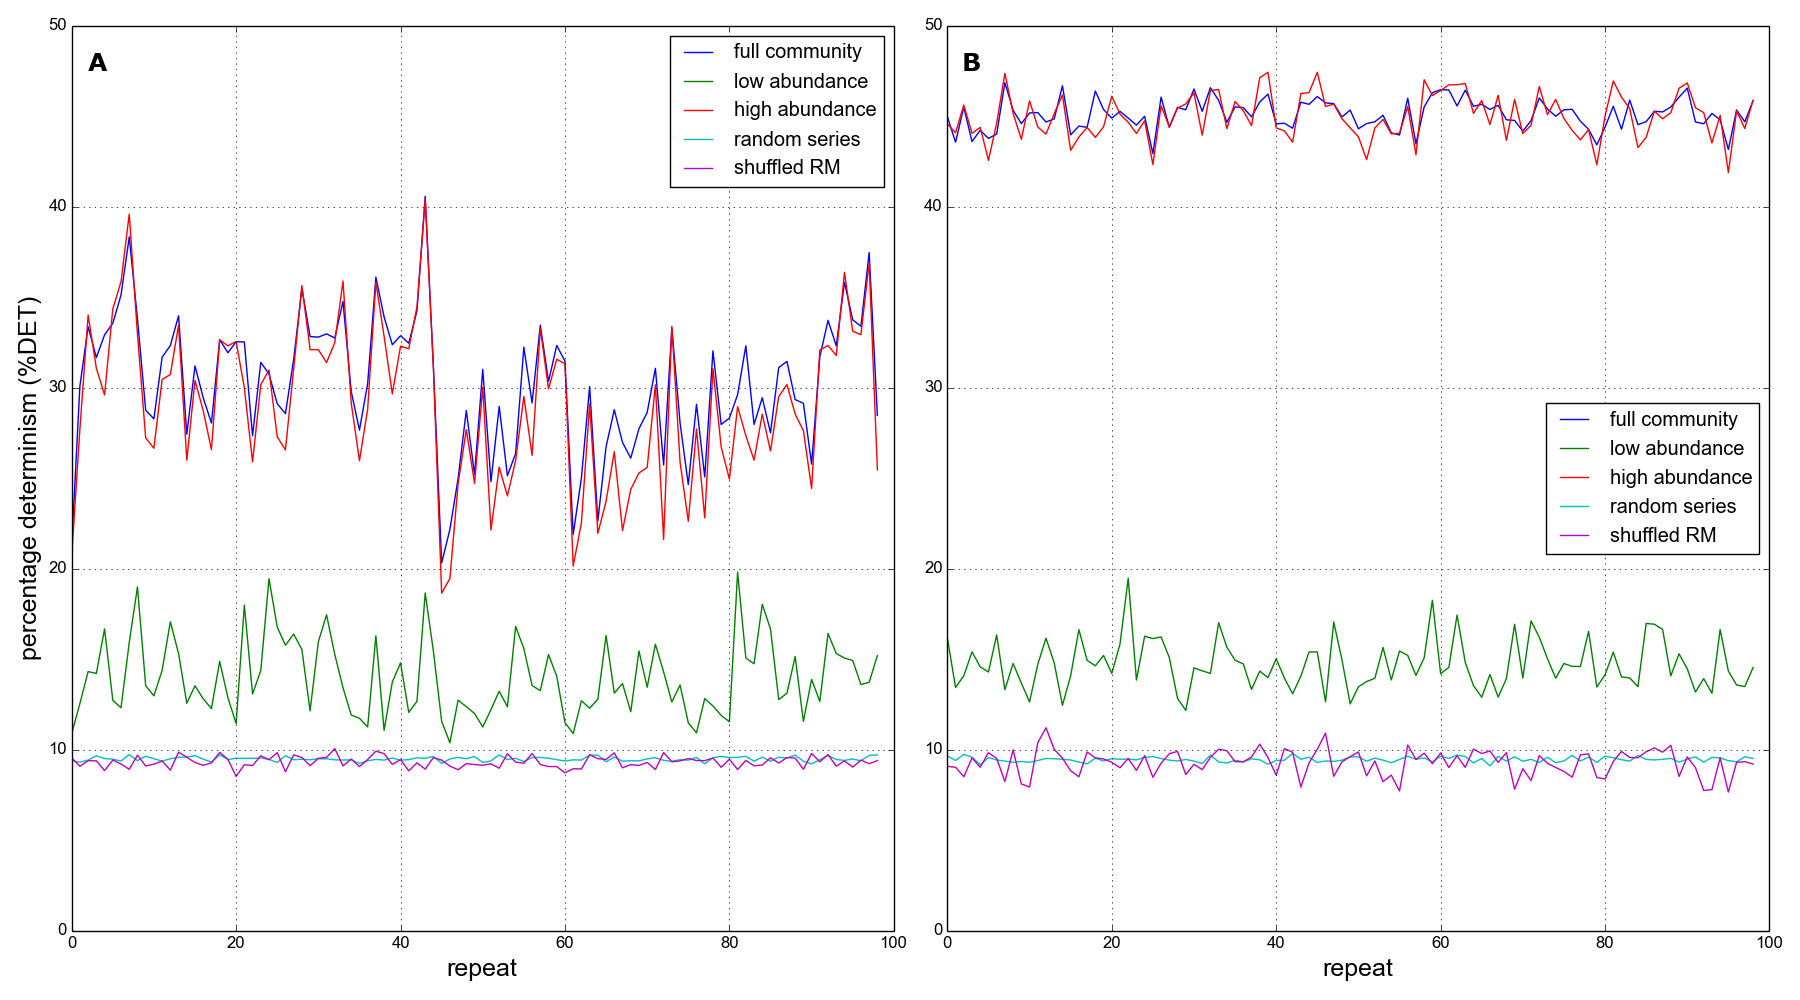 A
full community
low abundance
high abundance
random series
shuffled RM
percentage determinism (%DET)
50
40
30
20
10
0
0 20 40 60 80 100
repeat
B
full community
low abundance
high abundance
random series
shuffled RM
50
40
30
20
10
0
0 20 40 60 80 100
repeat